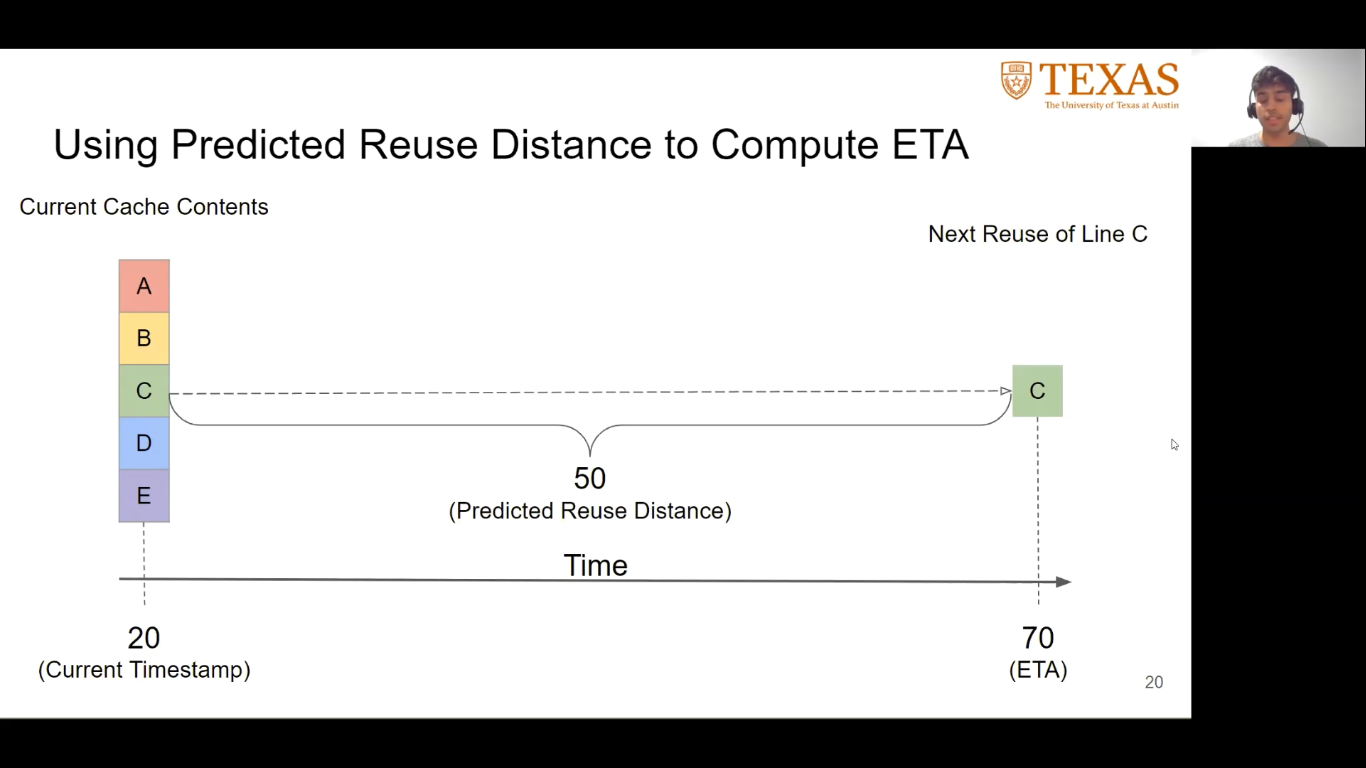 TEXAS
The University of Texas at Austin
Using Predicted Reuse Distance to Compute ETA
Current Cache Contents
Next Reuse of Line C
A
B
C
D
E
C
50
(Predicted Reuse Distance)
Time
20
(Current Timestamp)
70
(ETA)
20